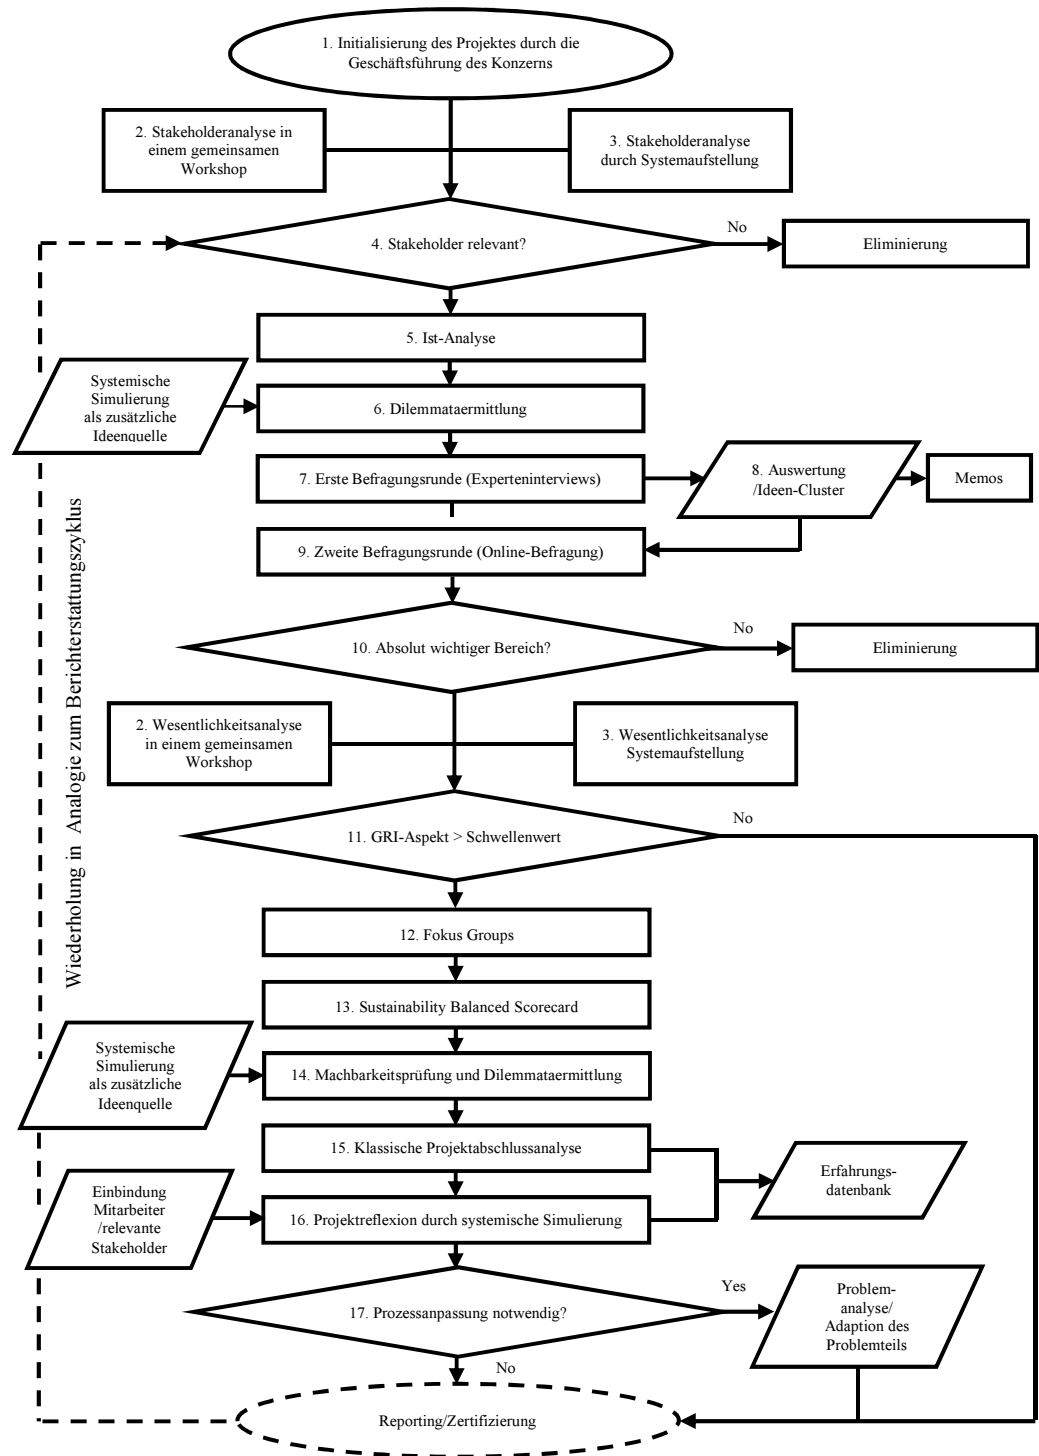 1. Initialisierung des Projektes durch die
Geschäftsführung des Konzerns
2. Stakeholderanalyse in
einem gemeinsamen
Workshop
3. Stakeholderanalyse
durch Systemaufstellung
4. Stakeholder relevant?
No
Eliminierung
5. Ist-Analyse
Systemische
Simulierung
als zusätzliche
Ideenquelle
6. Dilemmataermittlung
7. Erste Befragungsrunde (Experteninterviews)
8. Auswertung
/Ideen-Cluster
Memos
9. Zweite Befragungsrunde (Online-Befragung)
10. Absolut wichtiger Bereich?
No
Eliminierung
Wiederholung in Analogie zum Berichterstattungszyklus
2. Wesentlichkeitsanalyse
in einem gemeinsamen
Workshop
3. Wesentlichkeitsanalyse
Systemaufstellung
11. GRI-Aspekt > Schwellenwert
No
12. Fokus Groups
13. Sustainability Balanced Scorecard
Systemische
Simulierung
als zusätzliche
Ideenquelle
14. Machbarkeitsprüfung und Dilemmataermittlung
15. Klassische Projektabschlussanalyse
Erfahrungs-
datenbank
Einbindung
Mitarbeiter
/relevante
Stakeholder
16. Projektreflexion durch systemische Simulierung
17. Prozessanpassung notwendig?
Yes
Problem-
analyse/
Adaption des
Problemteils
No
Reporting/Zertifizierung